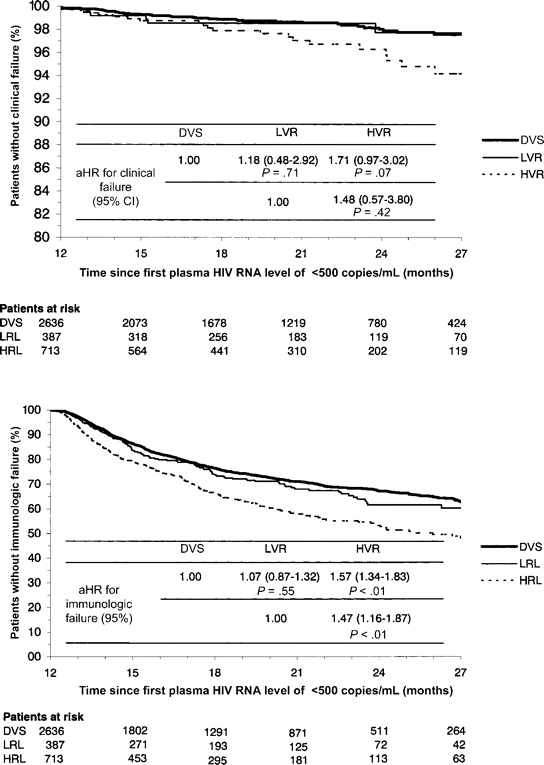 Patients without clinical failure (%)
100
98
96
94
92
90
88
86
84
82
80
DVS LVR HVR
aHR for clinical failure (95% CI)
1.00 1.18 (0.48-2.92) 1.71 (0.97-3.02)
P = .71 P = .07
1.00 1.48 (0.57-3.80)
P = .42
DVS
LVR
HVR
12 15 18 21 24 27
Time since first plasma HIV RNA level of <500 copies/mL (months)
Patients at risk
DVS 2636 2073 1678 1219 780 424
LRL 387 318 256 183 119 70
HRL 713 564 441 310 202 119
Patients without immunologic failure (%)
100
90
80
70
60
50
40
30
20
10
00
DVS LVR HVR
aHR for immunologic failure (95%)
1.00 1.07 (0.87-1.32) 1.57 (1.34-1.83)
P = .55 P < .01
1.00 1.47 (1.16-1.87)
P < .01
DVS
LRL
HRL
12 15 18 21 24 27
Time since first plasma HIV RNA level of <500 copies/mL (months)
Patients at risk
DVS 2636 1802 1291 871 511 264
LRL 387 271 193 125 72 42
HRL 713 453 295 181 113 63